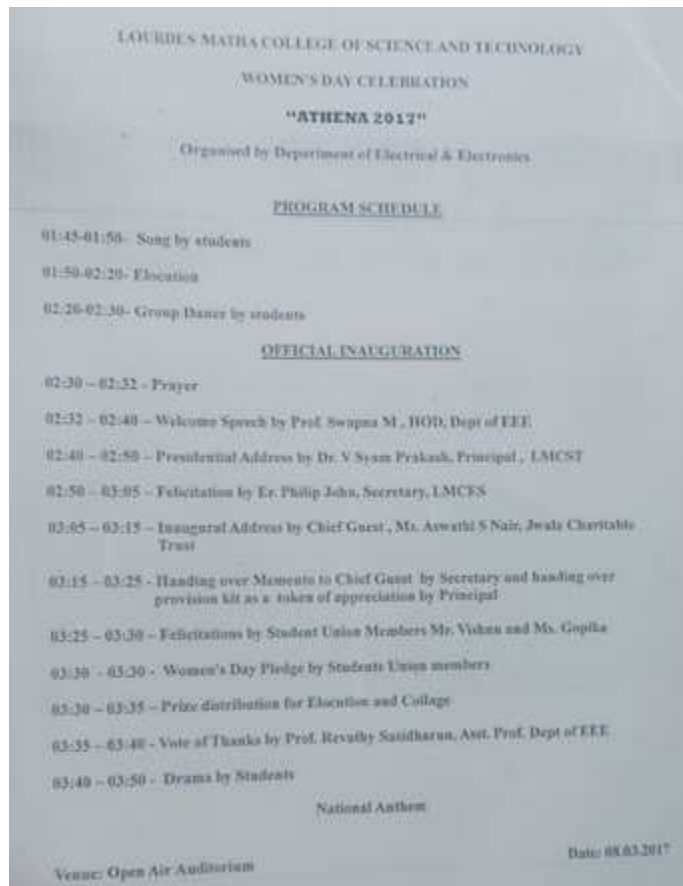 LOURDES MATHA COLLEGE OF SCIENCE AND TECHNOLOGY
WOMEN'S DAY CELEBRATION
"ATHENA 2017"
Organised by Department of Electrical & Electronics
PROGRAM SCHEDULE
01:45-01:50- Song by students
01:50-02:20- Elocution
02:20-02:30- Group Dance by students
OFFICIAL INAUGURATION
02:30 – 02:32 - Prayer
02:32 – 02:40 – Welcome Speech by Prof. Swapna M , HOD, Dept of EEE
02:40 – 02:50 – Presidential Address by Dr. V Syam Prakash, Principal , LMCST
02:50 – 03:05 – Felicitation by Er. Philip John, Secretary, LMCES
03:05 – 03:15 – Inaugural Address by Chief Guest , Ms. Aswathi S Nair, Jwala Charitable
Trust
03:15 – 03:25 - Handing over Memento to Chief Guest by Secretary and handing over
provision kit as a token of appreciation by Principal
03:25 – 03:30 – Felicitations by Student Union Members Mr. Vishnu and Ms. Gopika
03:30 - 03:30 - Women's Day Pledge by Students Union members
03:30 – 03:35 – Prize distribution for Elocution and Collage
03:35 – 03:40 - Vote of Thanks by Prof. Revathy Sasidharan, Asst. Prof. Dept of EEE
03:40 – 03:50 - Drama by Students
National Anthem
Date: 08.03.2017
Venue: Open Air Auditorium